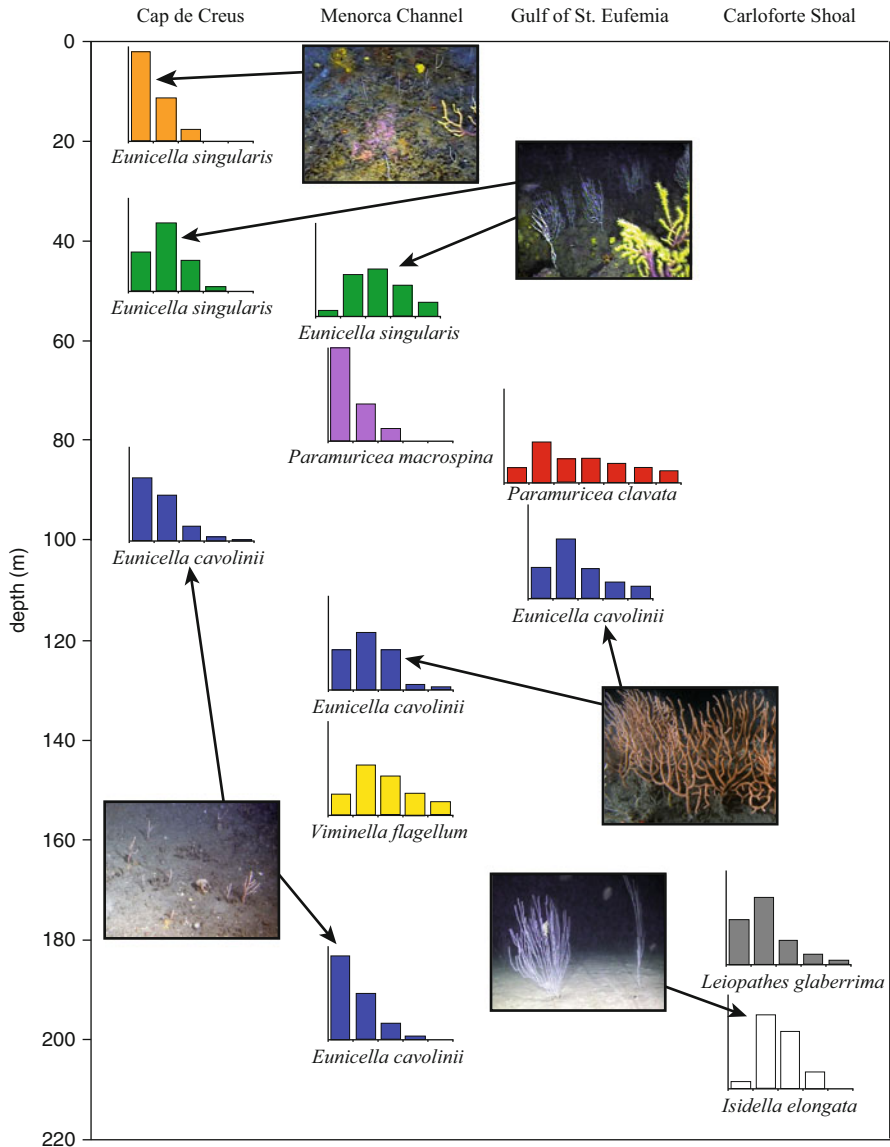 Cap de Creus Menorca Channel Gulf of St. Eufemia Carloforte Shoal
0
20
Eunicella singularis
40
Eunicella singularis
Eunicella singularis
60
80
Paramuricea macrospina
Paramuricea clavata
100
Eunicella cavolinii
depth (m)
Eunicella cavolinii
120
Eunicella cavolinii
140
Viminella flagellum
160
180
Leiopathes glaberrima
200
Eunicella cavolinii
Isidella elongata
220